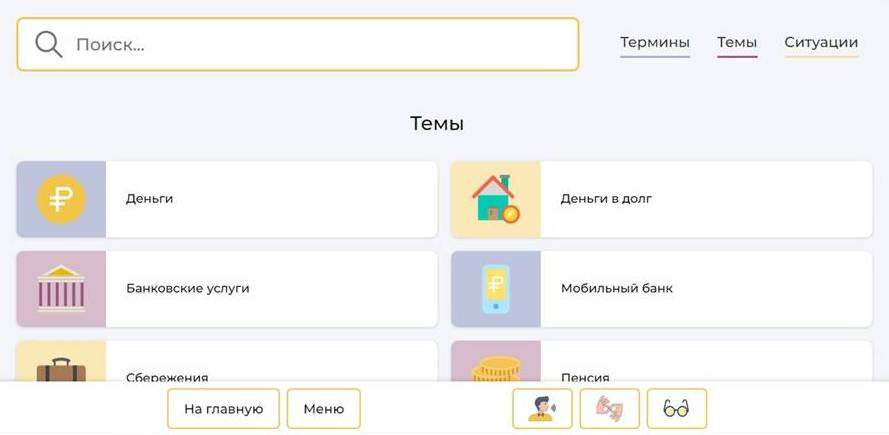 Поиск...
Термины Темы Ситуации
Темы
Деньги
Деньги в долг
Банковские услуги
Мобильный банк
Сбережения
Пенсия
На главную
Меню